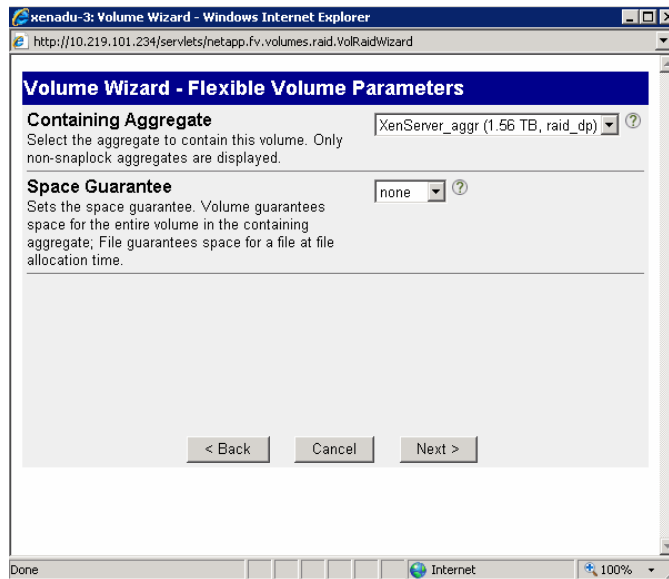 xenadu-3: Volume Wizard - Windows Internet Explorer
http://10.219.101.234/servlets/netapp.fv.volumes.raid.VolRaidWizard
Volume Wizard - Flexible Volume Parameters
Containing Aggregate
Select the aggregate to contain this volume. Only
non-snaplock aggregates are displayed.
XenServer_aggr (1.56 TB, raid_dp)
?
Space Guarantee
Sets the space guarantee. Volume guarantees
space for the entire volume in the containing
aggregate; File guarantees space for a file at file
allocation time.
none
?
< Back
Cancel
Next >
Done
Internet
100%